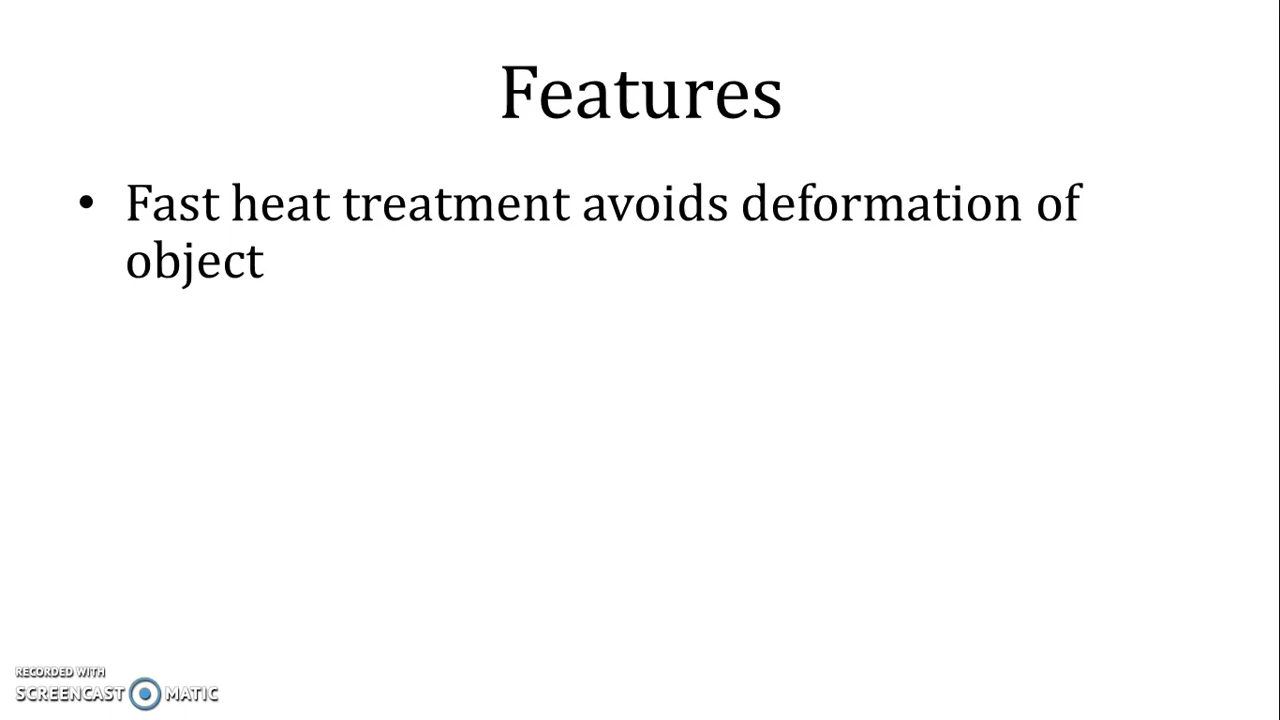 Features
• Fast heat treatment avoids deformation of
object
RECORDED WITH
SCREENCAST MATIC